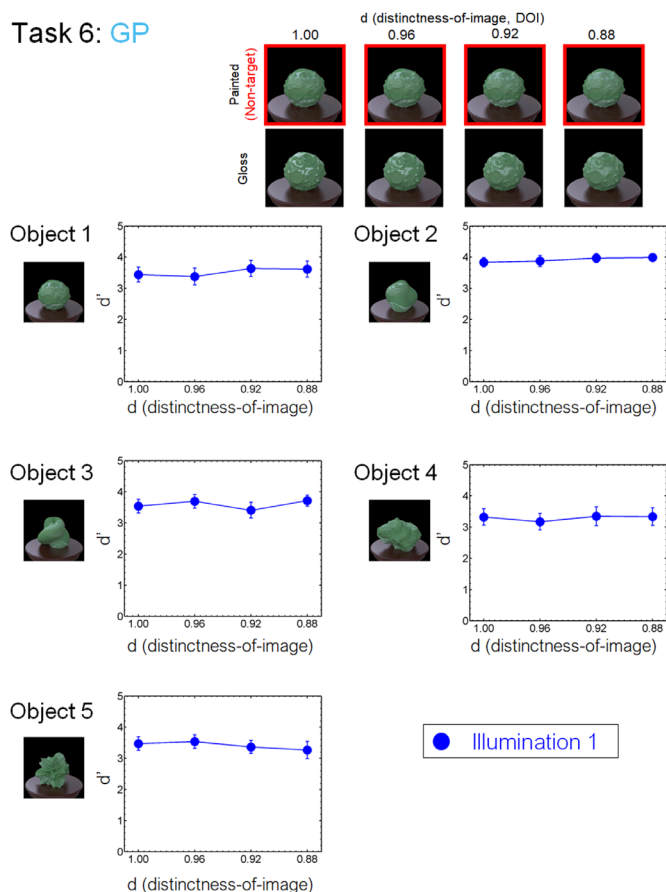 Task 6: GP
d (distinctness-of-image, DOI)
1.00 0.96 0.92 0.88
Painted
(Non-target)
Gloss
Object 1
5
4
3
2
1
0
d'
1.00 0.96 0.92 0.88
d (distinctness-of-image)
Object 2
5
4
3
2
1
0
d'
1.00 0.96 0.92 0.88
d (distinctness-of-image)
Object 3
5
4
3
2
1
0
d'
1.00 0.96 0.92 0.88
d (distinctness-of-image)
Object 4
5
4
3
2
1
0
d'
1.00 0.96 0.92 0.88
d (distinctness-of-image)
Object 5
5
4
3
2
1
0
d'
1.00 0.96 0.92 0.88
d (distinctness-of-image)
Illumination 1